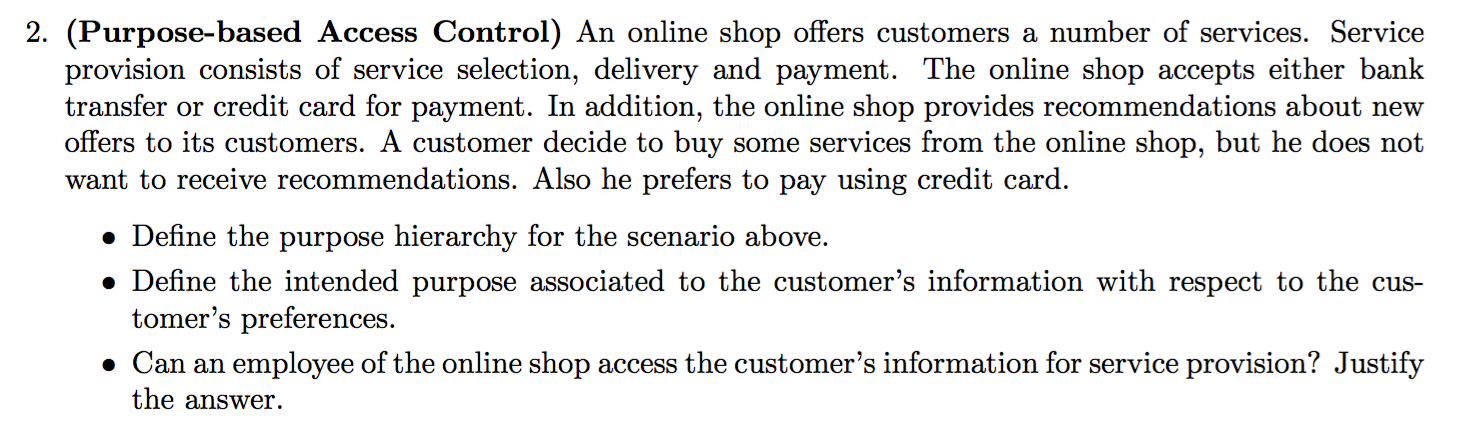 2. (Purpose-based Access Control) An online shop offers customers a number of services. Service
provision consists of service selection, delivery and payment. The online shop accepts either bank
transfer or credit card for payment. In addition, the online shop provides recommendations about new
offers to its customers. A customer decide to buy some services from the online shop, but he does not
want to receive recommendations. Also he prefers to pay using credit card.
• Define the purpose hierarchy for the scenario above.
• Define the intended purpose associated to the customer's information with respect to the cus-
tomer's preferences.
• Can an employee of the online shop access the customer's information for service provision? Justify
the answer.